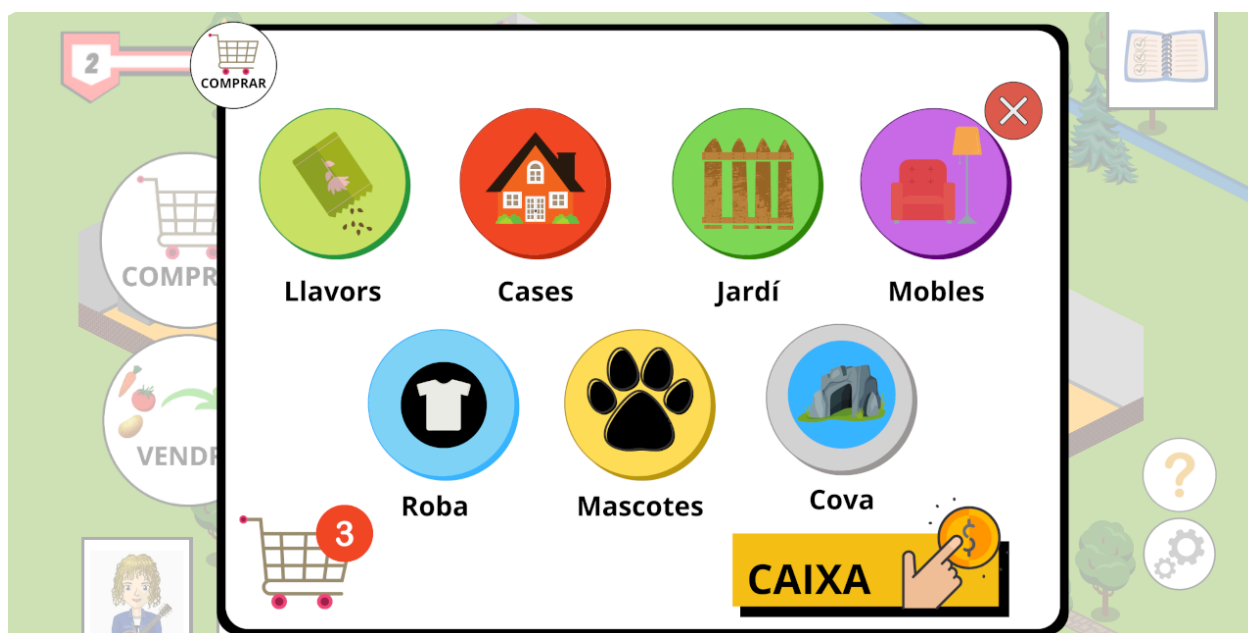 2
COMPRAR
Llavors
Cases
Jardí
Mobles
COMPR
VENDR
Roba
Mascotes
Cova
3
CAIXA
$
?